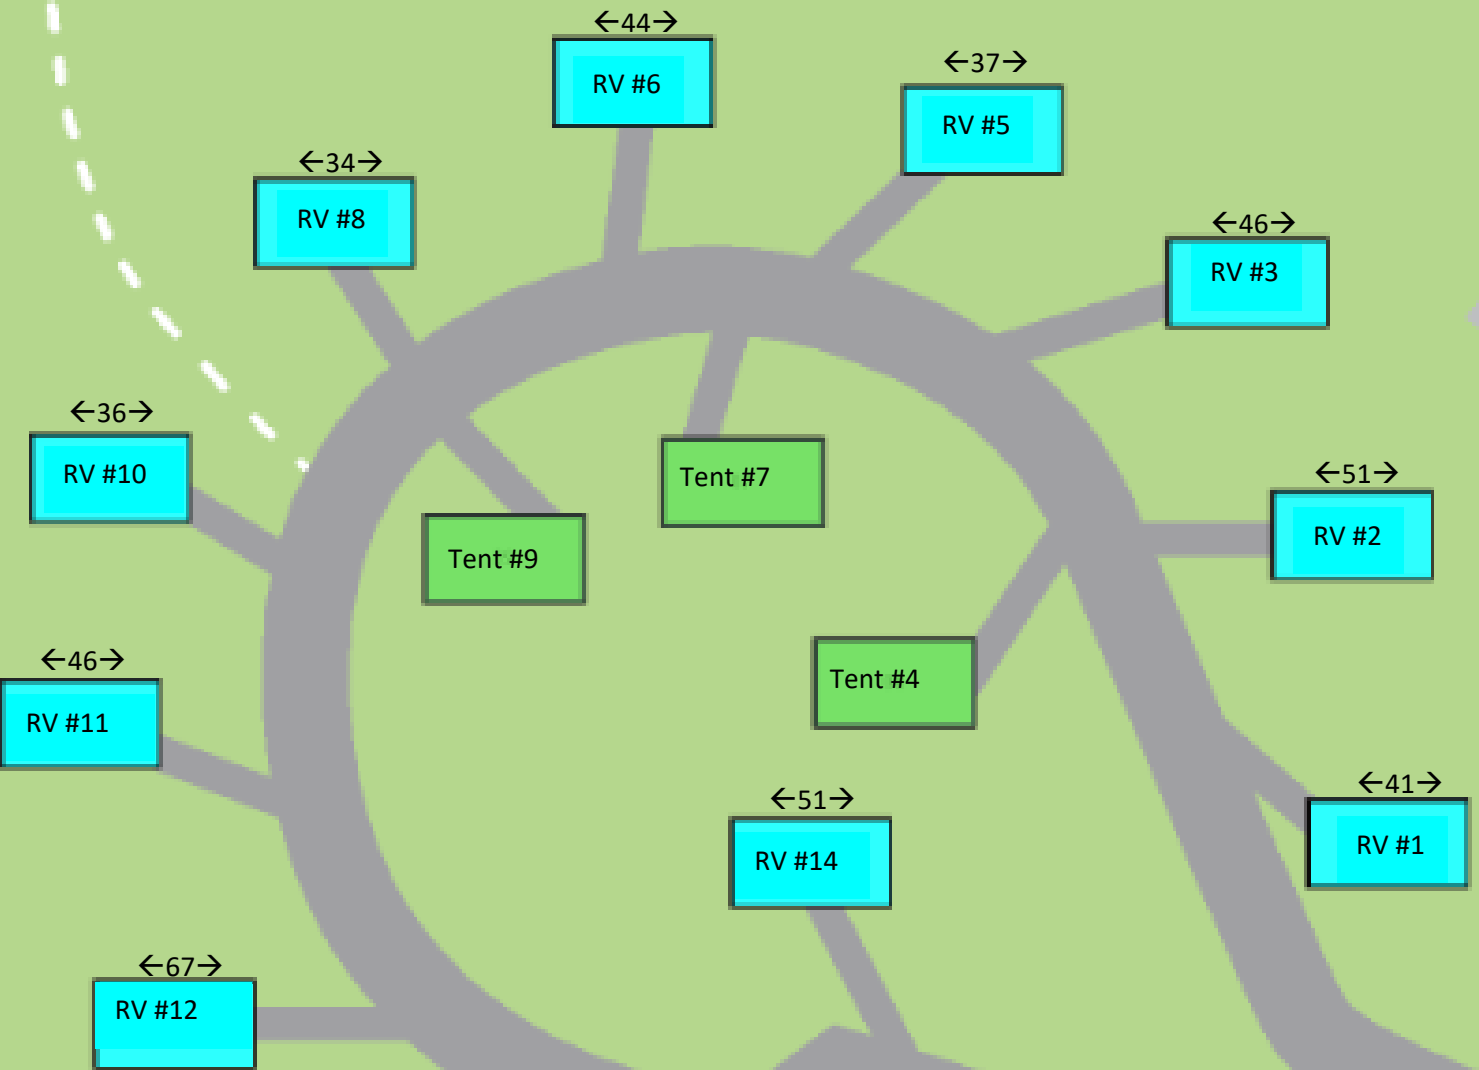 ←44→
RV #6
←37→
RV #5
←34→
RV #8
←46→
RV #3
←36→
RV #10
Tent #7
←51→
RV #2
Tent #9
←46→
RV #11
Tent #4
←51→
RV #14
←41→
RV #1
←67→
RV #12